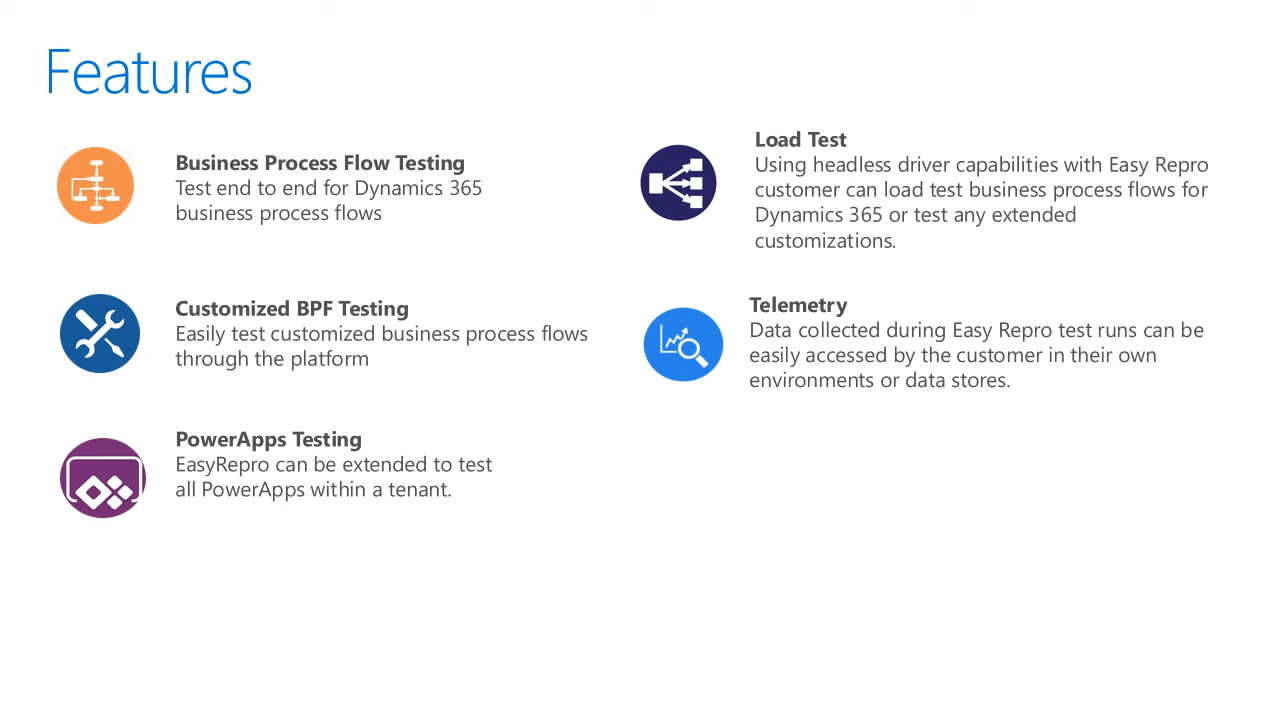 Features
Business Process Flow Testing
Test end to end for Dynamics 365
business process flows
Customized BPF Testing
Easily test customized business process flows
through the platform
PowerApps Testing
EasyRepro can be extended to test
all PowerApps within a tenant.
Load Test
Using headless driver capabilities with Easy Repro
customer can load test business process flows for
Dynamics 365 or test any extended
customizations.
Telemetry
Data collected during Easy Repro test runs can be
easily accessed by the customer in their own
environments or data stores.